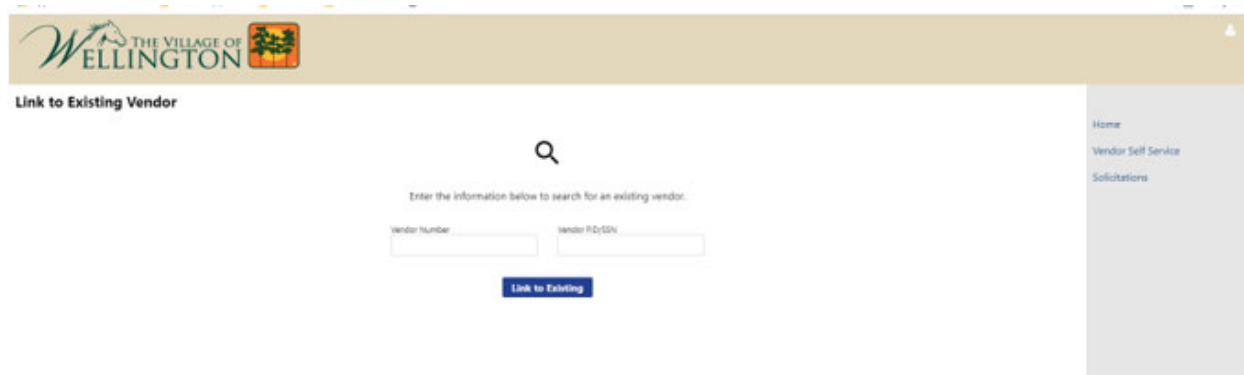 THE VILLAGE OF
WELLINGTON
Link to Existing Vendor
Home
Vendor Self Service
Solicitations
Enter the information below to search for an existing vendor.
Vendor Number Vendor FID/SSN
Link to Existing